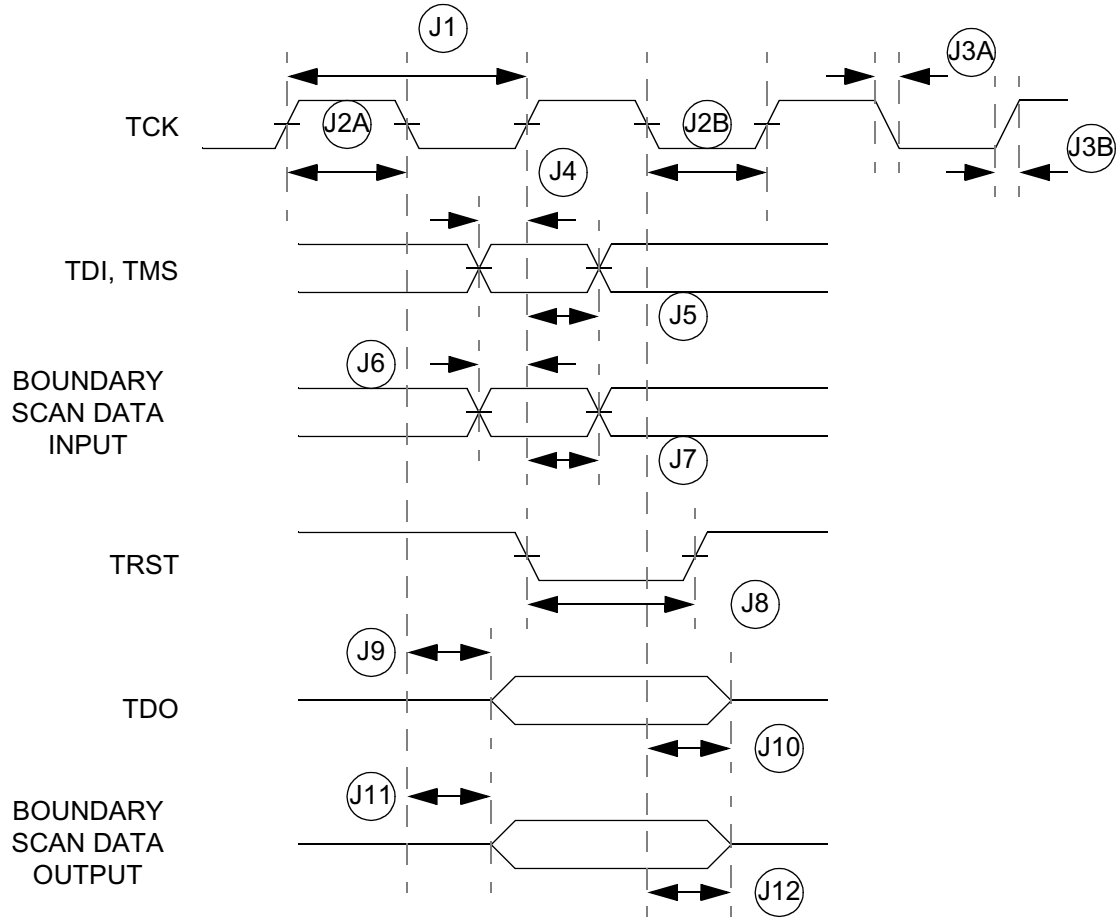 J1
J3A
TCK
J2A
J2B
J3B
J4
TDI, TMS
J5
J6
BOUNDARY
SCAN DATA
INPUT
J7
TRST
J8
J9
TDO
J10
J11
BOUNDARY
SCAN DATA
OUTPUT
J12